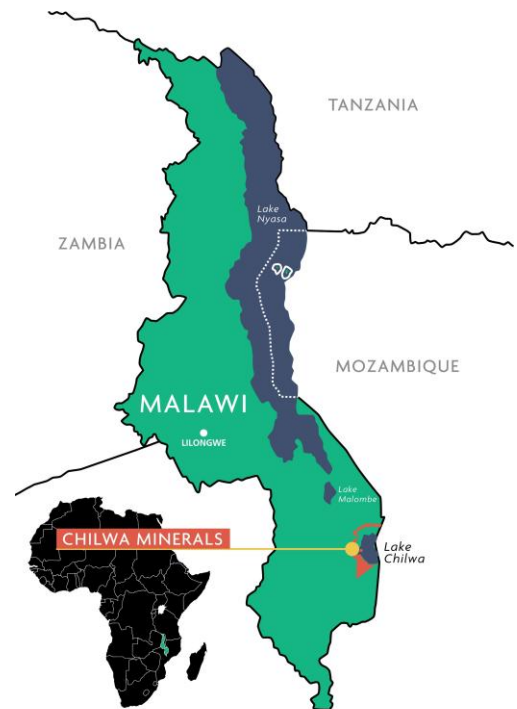 TANZANIA
Lake
Nyasa
ZAMBIA
MOZAMBIQUE
MALAWI
LILONGWE
Lake
Malombe
CHILWA MINERALS
Lake
Chilwa